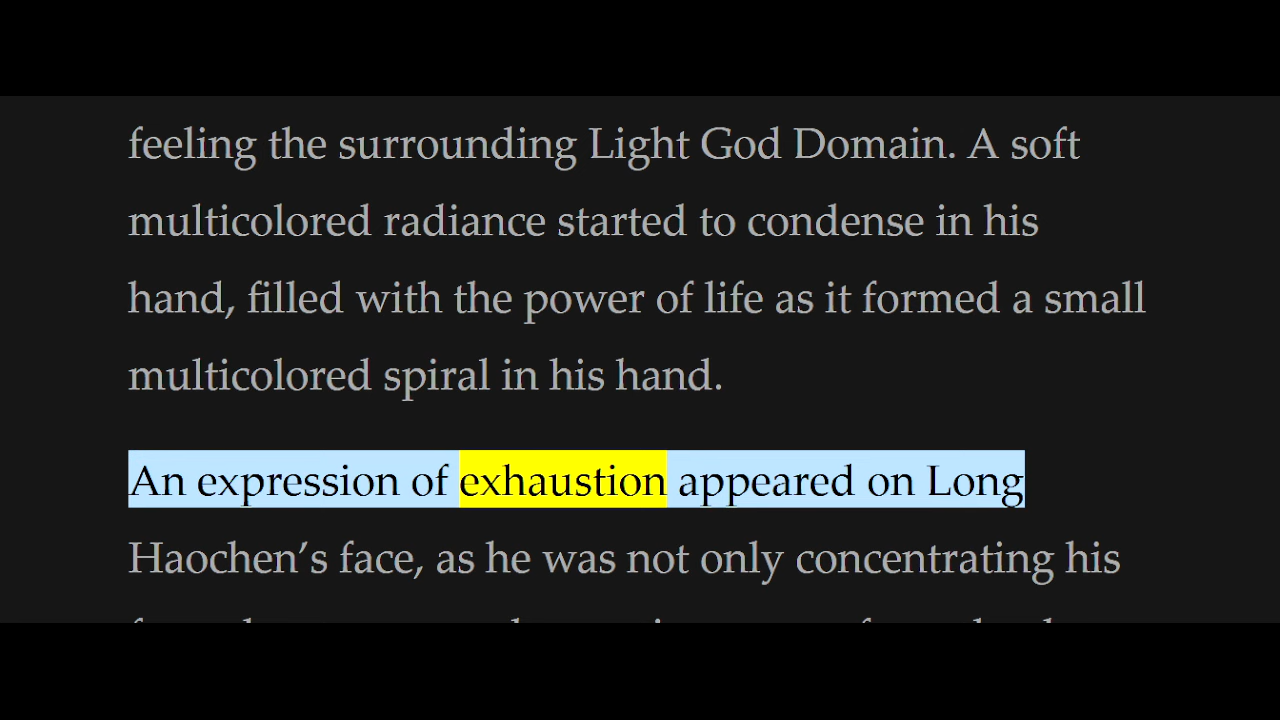 feeling the surrounding Light God Domain. A soft
multicolored radiance started to condense in his
hand, filled with the power of life as it formed a small
multicolored spiral in his hand.
An expression of exhaustion appeared on Long
Haochen’s face, as he was not only concentrating his